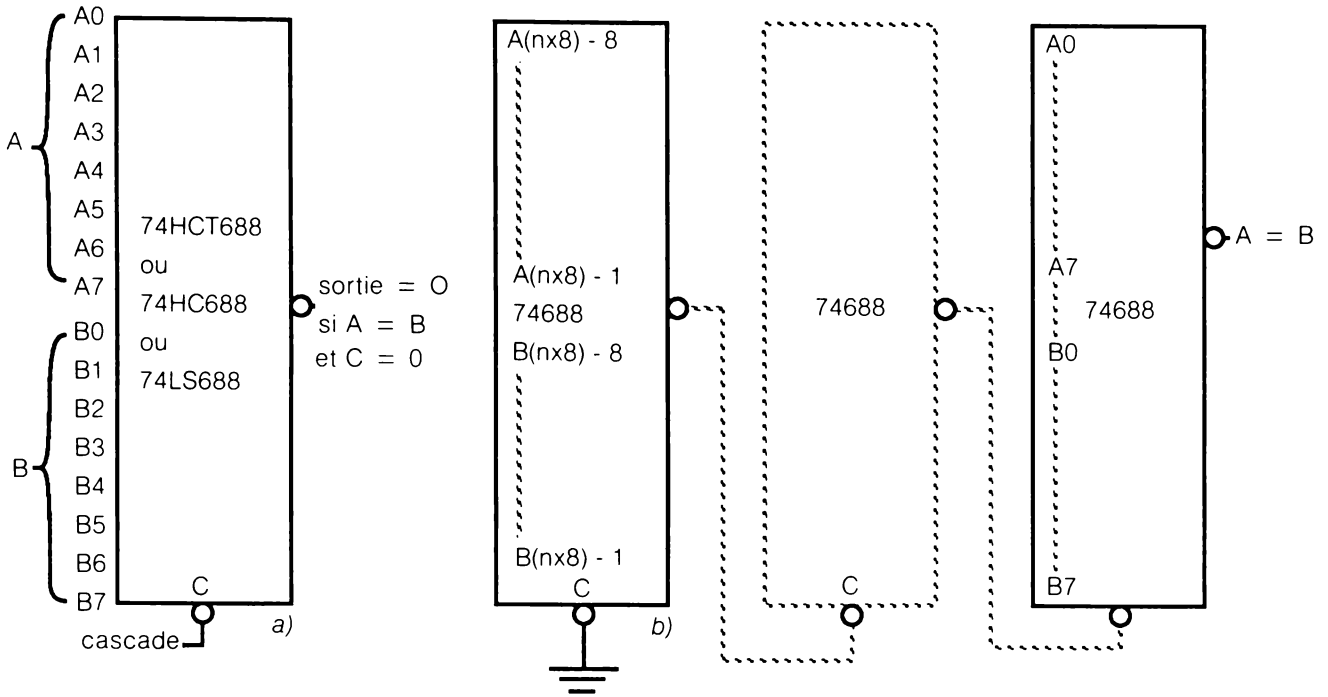 A
A0
A1
A2
A3
A4
A5
A6
A7
B
B0
B1
B2
B3
B4
B5
B6
B7
74HCT688
ou
74HC688
ou
74LS688
C
cascade
sortie = O
si A = B
et C = 0
a)
A(nx8) - 8
A(nx8) - 1
74688
B(nx8) - 8
B(nx8) - 1
C
b)
74688
C
A0
A7
74688
B0
B7
A = B